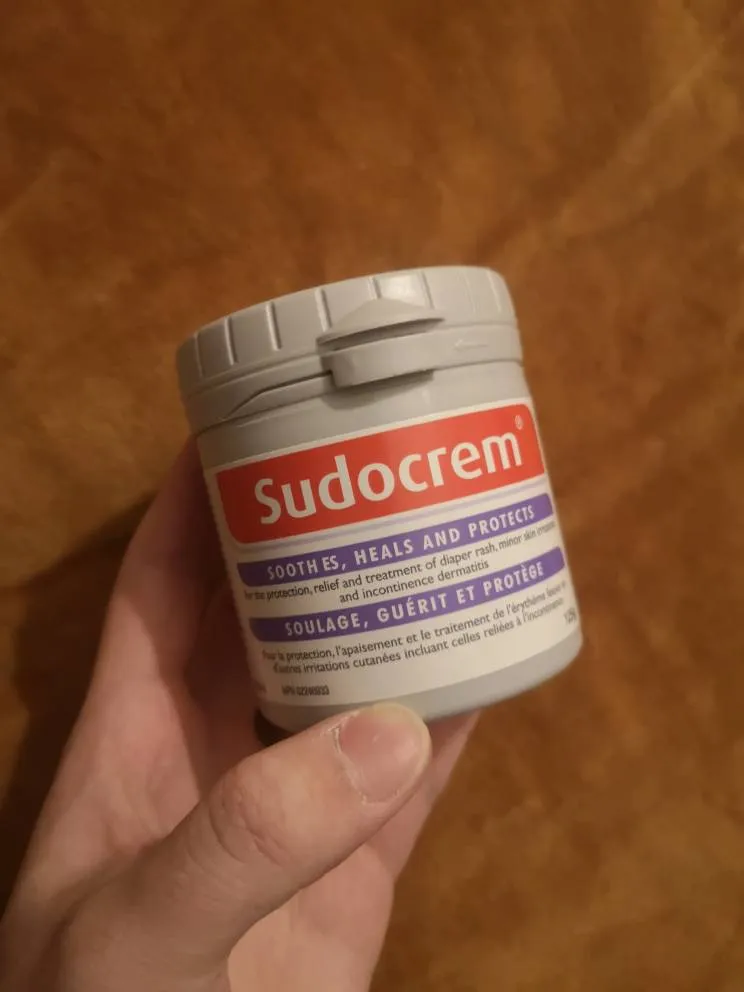 Sudocrem®
SOOTHES, HEALS AND PROTECTS
For the protection, relief and treatment of diaper rash, minor skin irritations
and incontinence dermatitis
SOULAGE, GUÉRIT ET PROTÈGE
Pour la protection, l'apaisement et le traitement de l'érythème
d'autres irritations cutanées incluant celles reliées à l'incontinence
125g